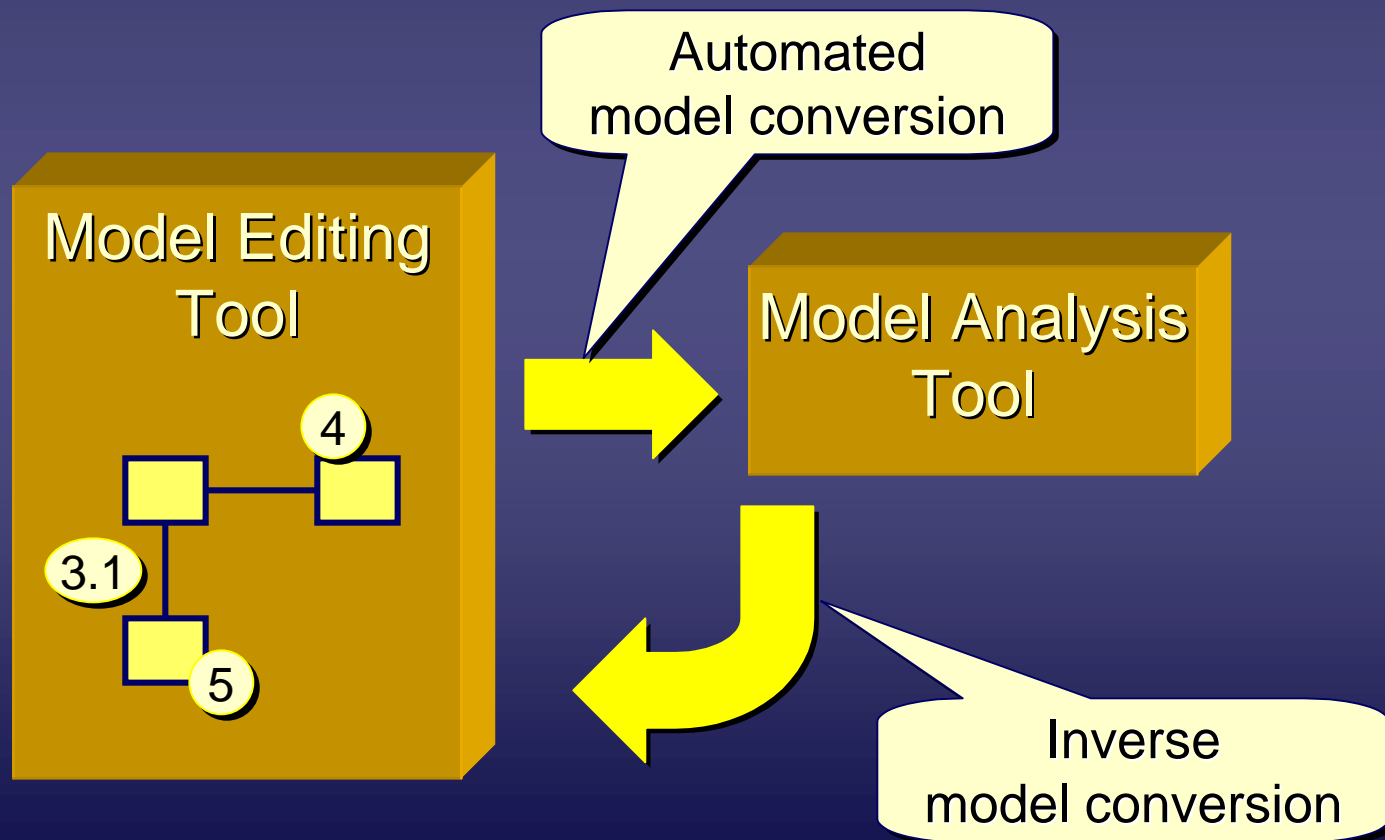 Automated
model conversion
Model Editing
Tool
Model Analysis
Tool
4
3.1
5
Inverse
model conversion